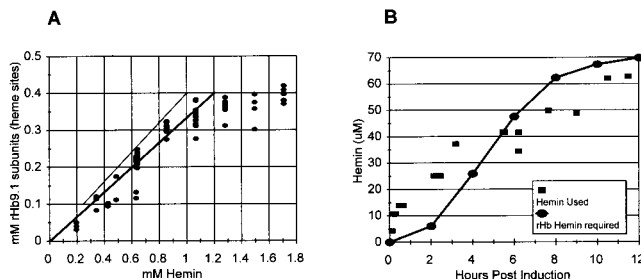 A
0.5
0.4
0.3
0.2
0.1
0
mM rHb9.1 subunits (heme sites)
0 0.2 0.4 0.6 0.8 1 1.2 1.4 1.6 1.8
mM Hemin
B
70
60
50
40
30
20
10
0
Hemin (uM)
Hemin Used
rHb Hemin required
0 2 4 6 8 10 12
Hours Post Induction